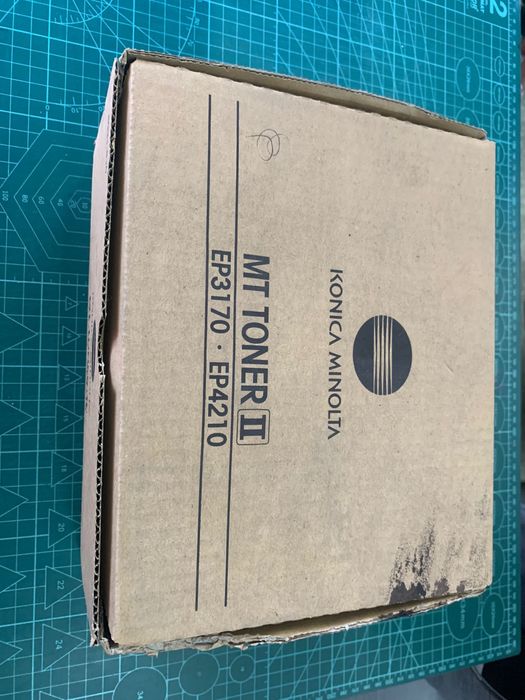 KONICA MINOLTA
MT TONER II
EP3170 · EP4210